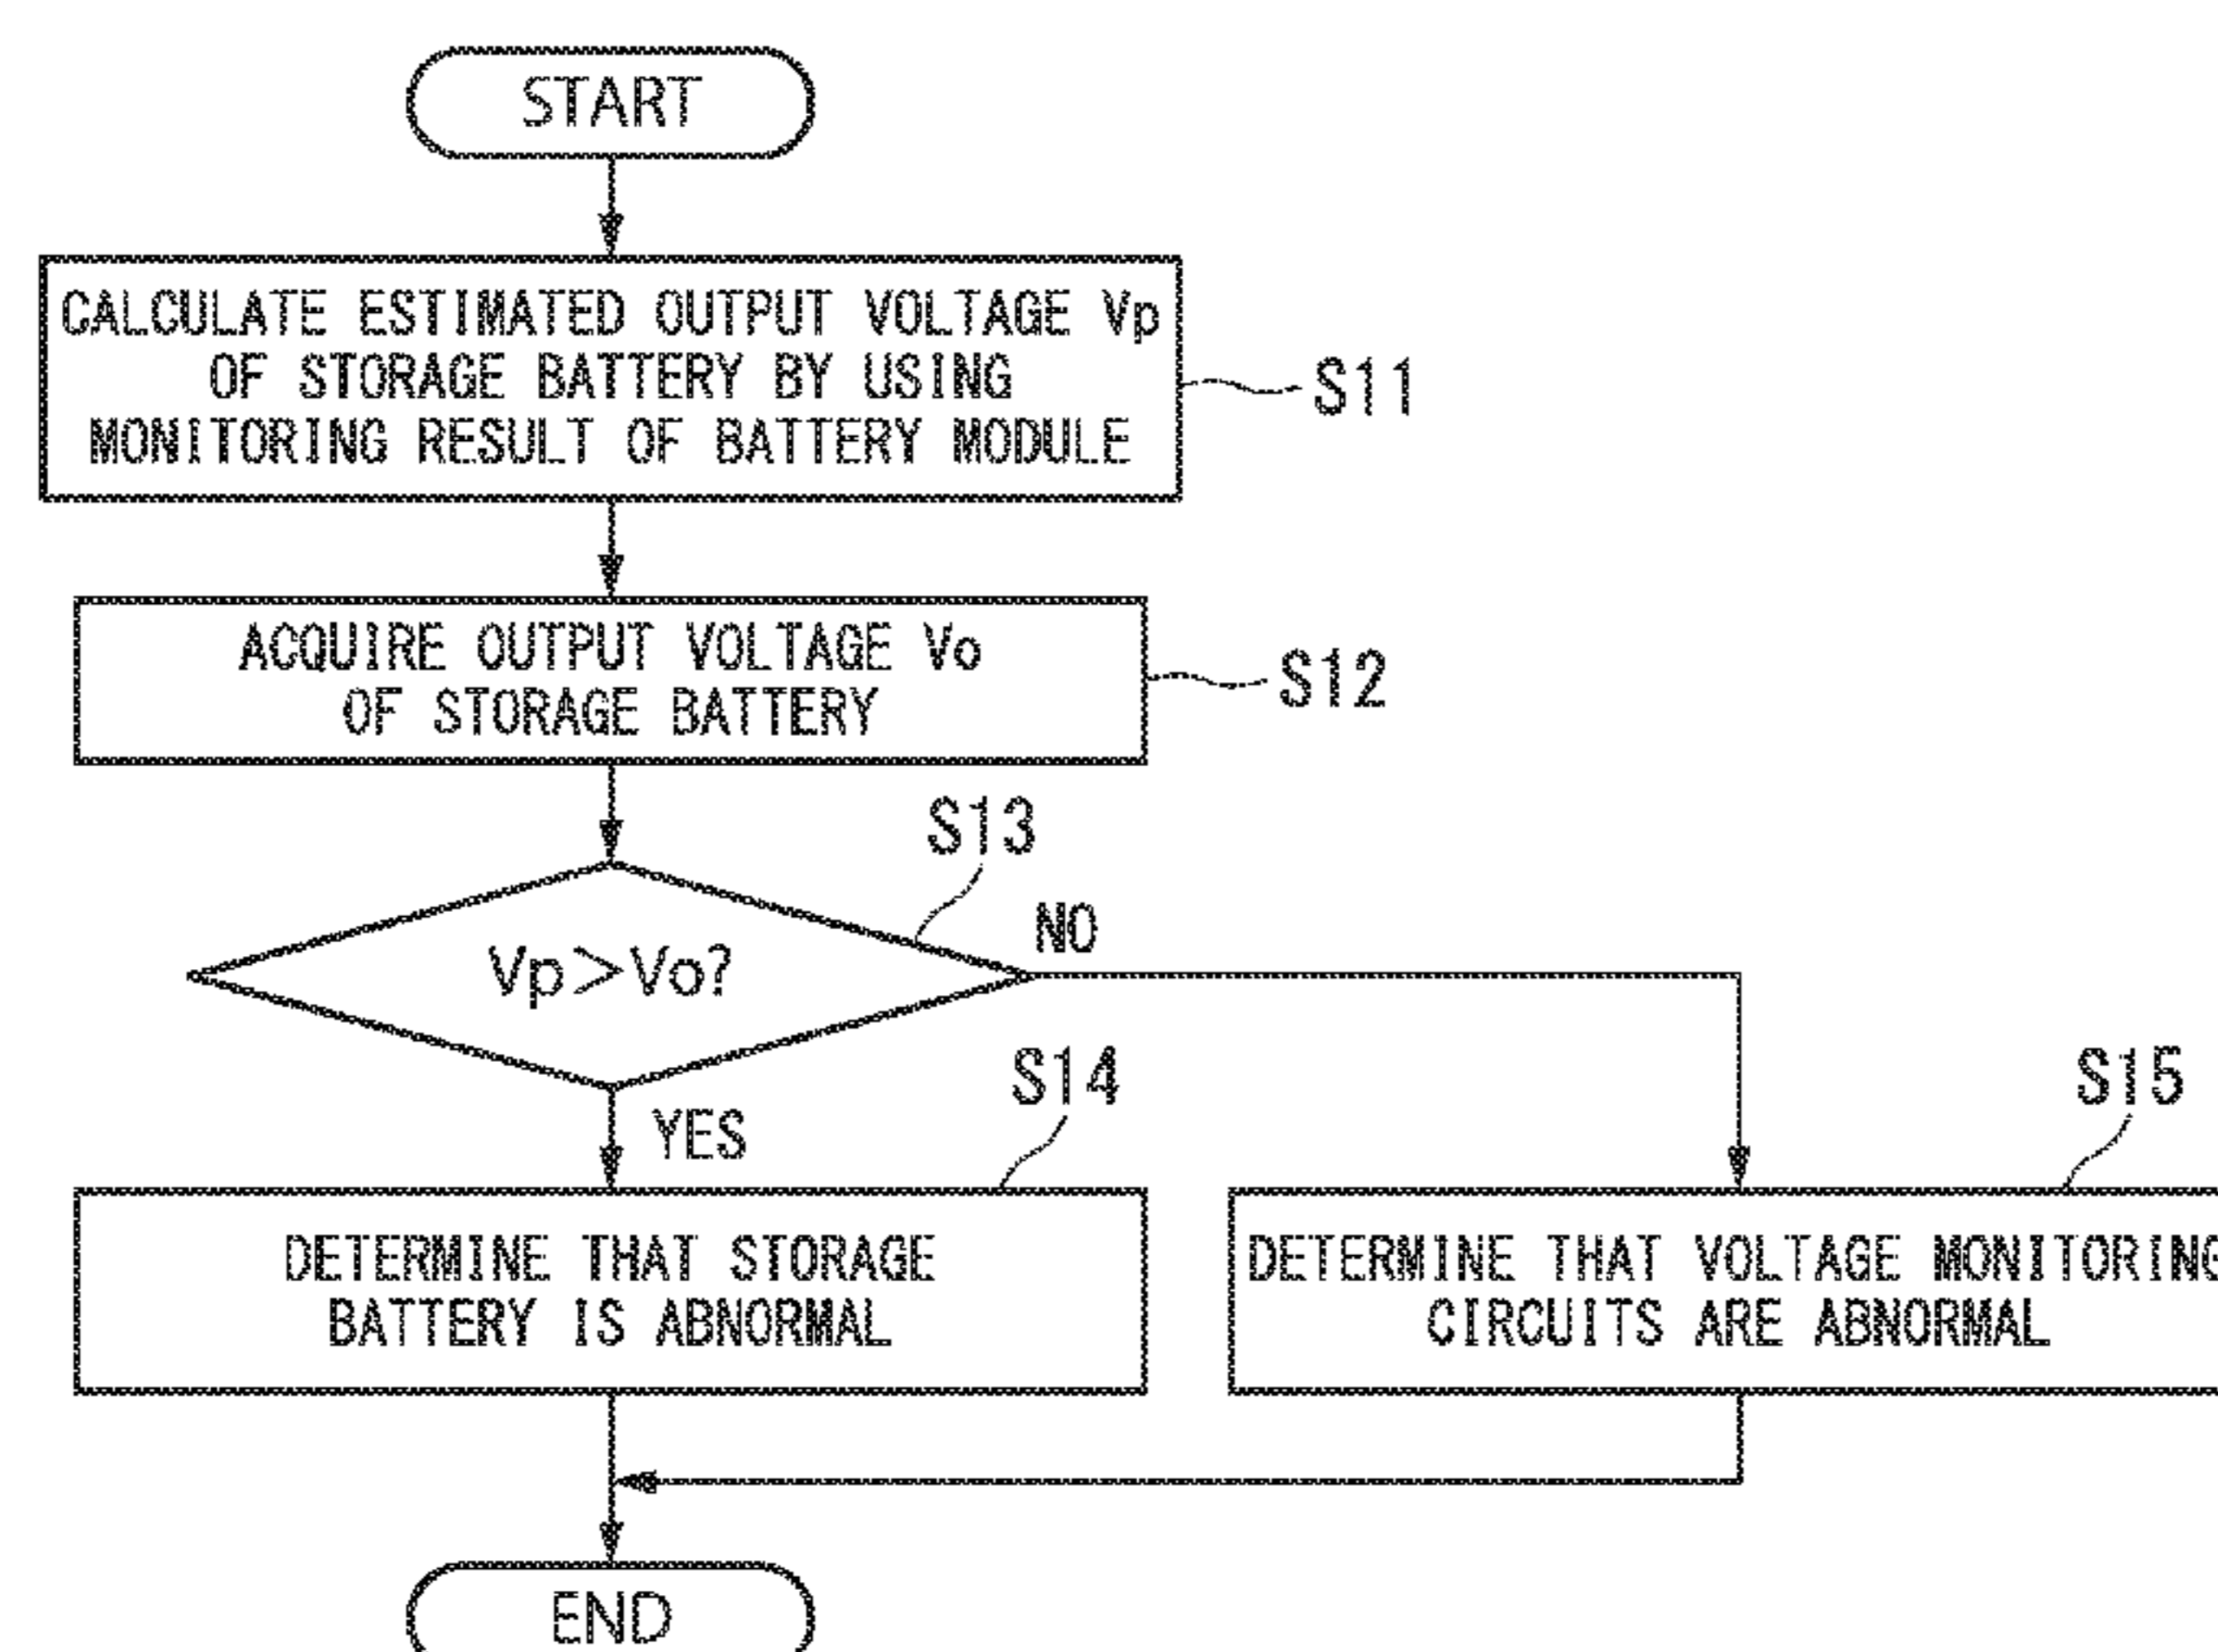 START
CALCULATE ESTIMATED OUTPUT VOLTAGE Vp
OF STORAGE BATTERY BY USING
MONITORING RESULT OF BATTERY MODULE
S11
ACQUIRE OUTPUT VOLTAGE Vo
OF STORAGE BATTERY
S12
S13
Vp>Vo?
NO
YES
S14
S15
DETERMINE THAT STORAGE
BATTERY IS ABNORMAL
DETERMINE THAT VOLTAGE MONITORING
CIRCUITS ARE ABNORMAL
END